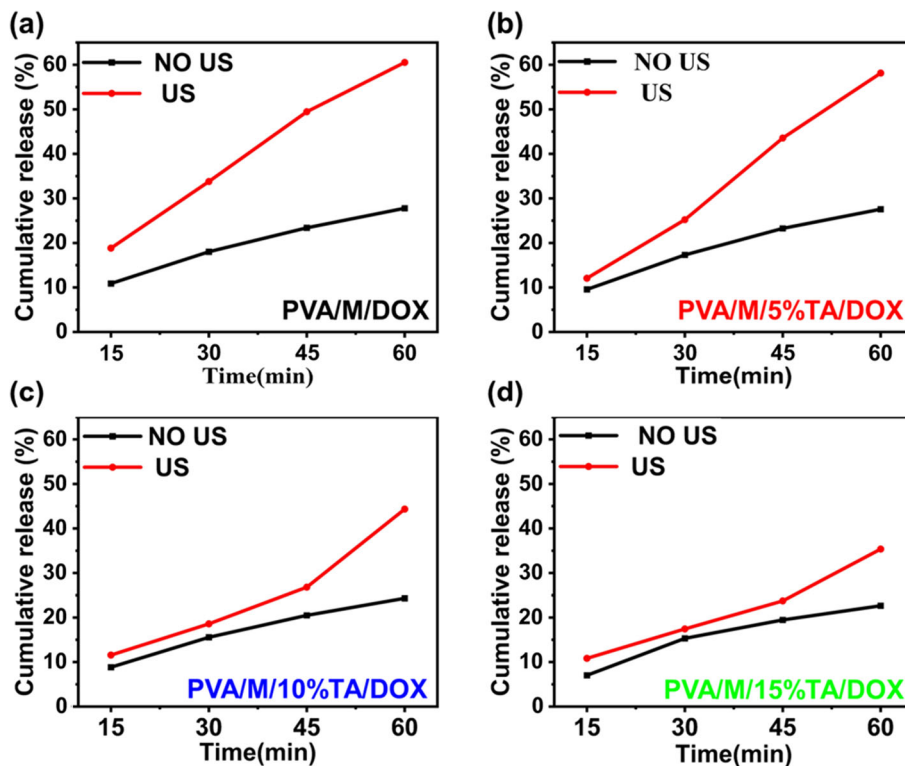 (a)
NO US
US
Cumulative release (%)
60
50
40
30
20
10
0
15 30 45 60
Time(min)
PVA/M/DOX
(b)
NO US
US
Cumulative release (%)
60
50
40
30
20
10
0
15 30 45 60
Time(min)
PVA/M/5%TA/DOX
(c)
NO US
US
Cumulative release (%)
60
50
40
30
20
10
0
15 30 45 60
Time(min)
PVA/M/10%TA/DOX
(d)
NO US
US
Cumulative release (%)
60
50
40
30
20
10
0
15 30 45 60
Time(min)
PVA/M/15%TA/DOX